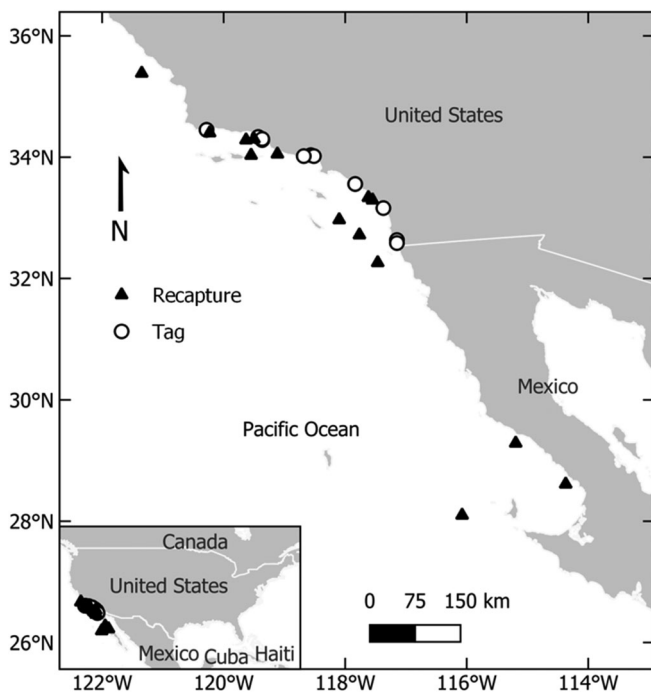 36°N
34°N
32°N
30°N
28°N
26°N
122°W
120°W
118°W
116°W
114°W
United States
N
Recapture
Tag
Mexico
Pacific Ocean
0 75 150 km
Canada
United States
Mexico
Cuba
Haiti